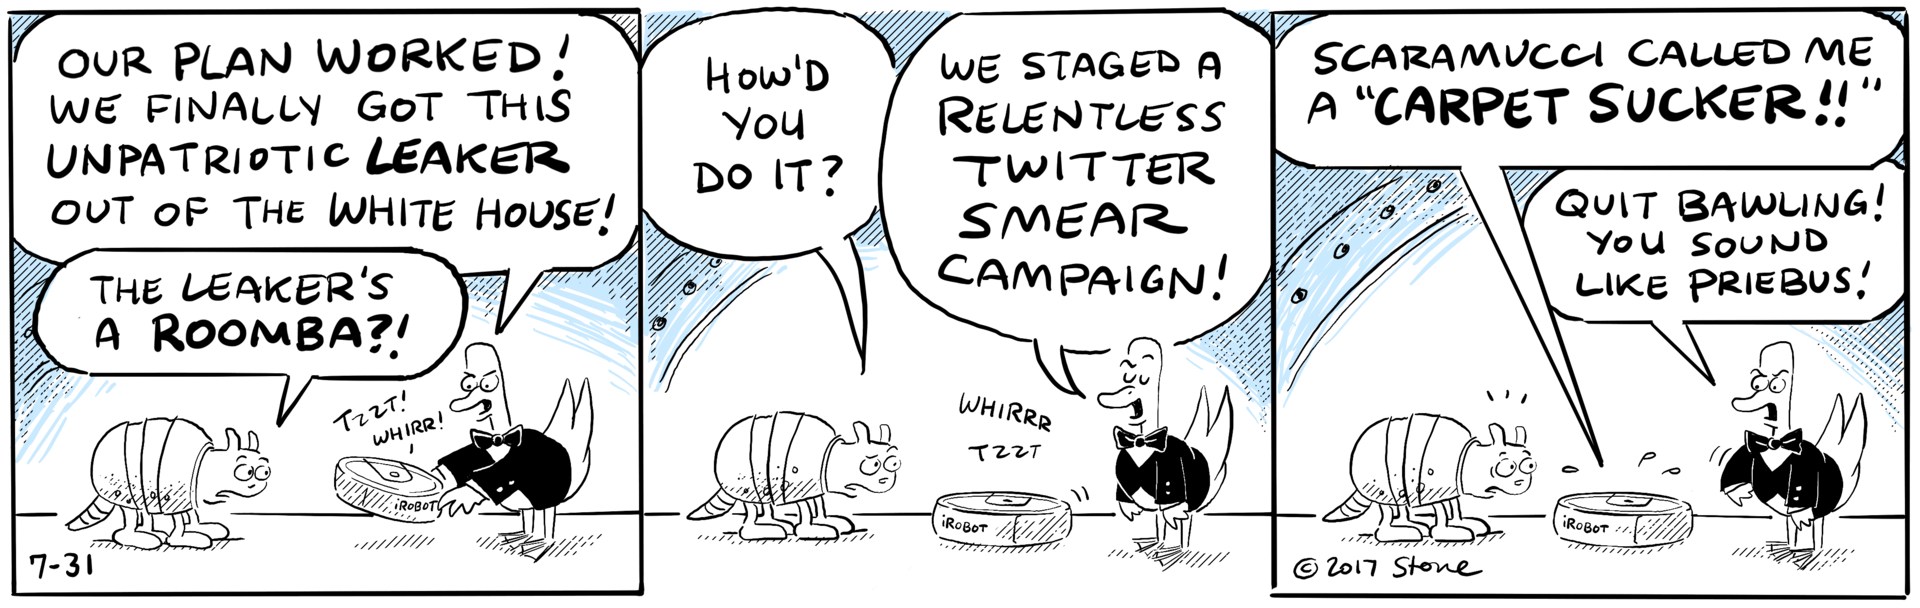 OUR PLAN WORKED!
WE FINALLY GOT THIS
UNPATRIOTIC LEAKER
OUT OF THE WHITE HOUSE!
THE LEAKER'S
A ROOMBA?!
TZZT!
WHIRR!
iROBOT
7-31
HOW'D
YOU
DO IT?
WE STAGED A
RELENTLESS
TWITTER
SMEAR
CAMPAIGN!
WHIRRR
TZZT
iROBOT
SCARAMUCCI CALLED ME
A "CARPET SUCKER!!"
QUIT BAWLING!
YOU SOUND
LIKE PRIEBUS!
iROBOT
© 2017 Stone